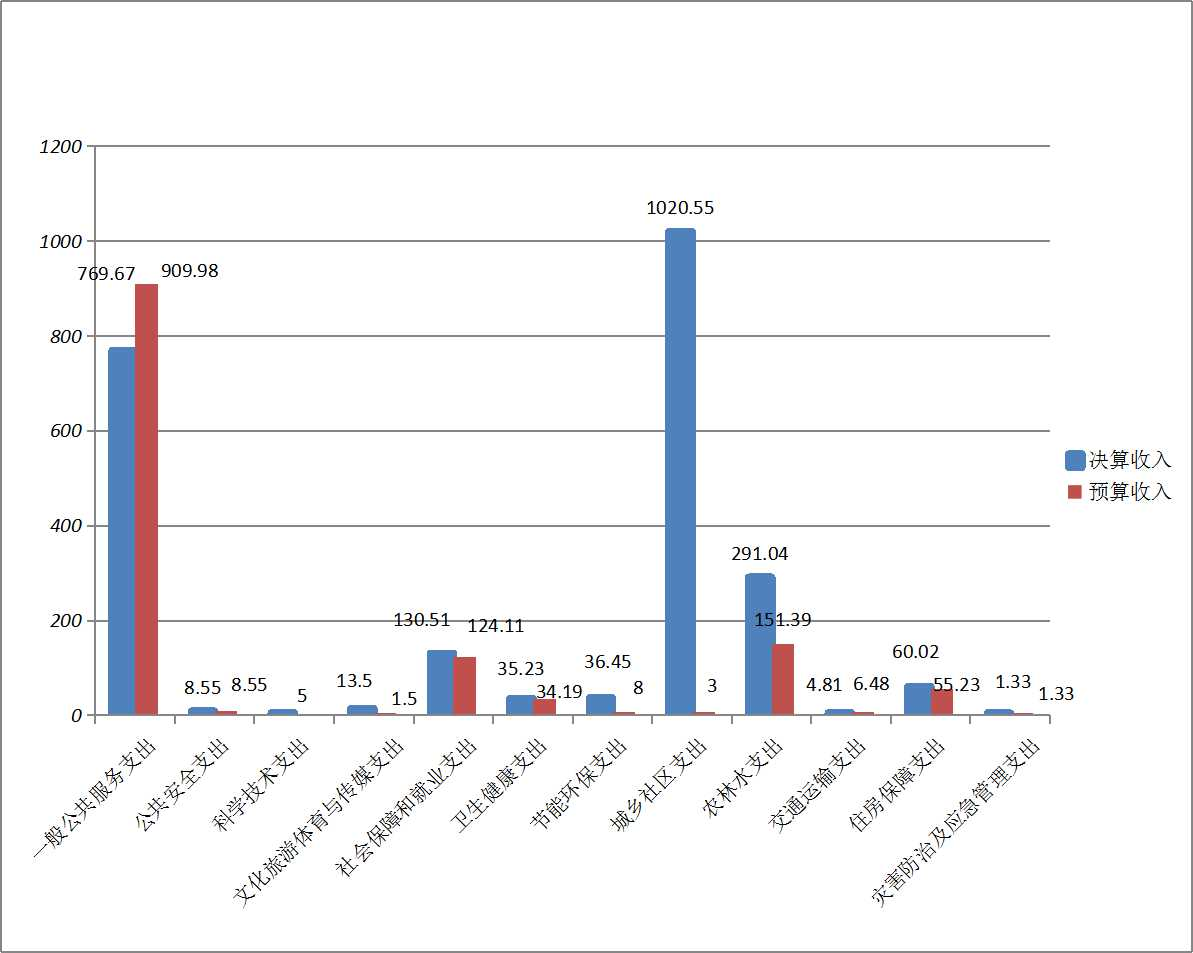 1200
1000
800
600
400
200
0
769.67
909.98
8.55
8.55
5
13.5
1.5
130.51
124.11
35.23
34.19
36.45
8
1020.55
3
291.04
151.39
4.81
6.48
60.02
55.23
1.33
1.33
一般公共服务支出
公共安全支出
科学技术支出
文化旅游体育与传媒支出
社会保障和就业支出
卫生健康支出
节能环保支出
城乡社区支出
农林水支出
交通运输支出
住房保障支出
灾害防治及应急管理支出
决算收入
预算收入